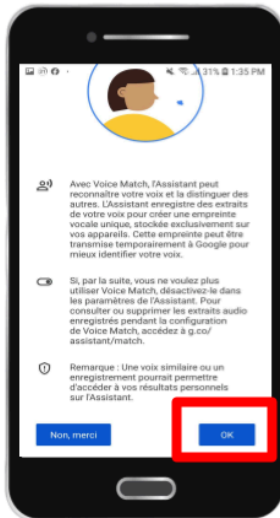 31% 1:35 PM
Avec Voice Match, l'Assistant peut
reconnaître votre voix et la distinguer des
autres. L'Assistant enregistre des extraits
de votre voix pour créer une empreinte
vocale unique, stockée exclusivement sur
vos appareils. Cette empreinte peut être
transmise temporairement à Google pour
mieux identifier votre voix.
Si, par la suite, vous ne voulez plus
utiliser Voice Match, désactivez-le dans
les paramètres de l'Assistant. Pour
consulter ou supprimer les extraits audio
enregistrés pendant la configuration
de Voice Match, accédez à g.co/
assistant/match.
Remarque : Une voix similaire ou un
enregistrement pourrait permettre
d'accéder à vos résultats personnels
sur l'Assistant.
Non, merci
OK